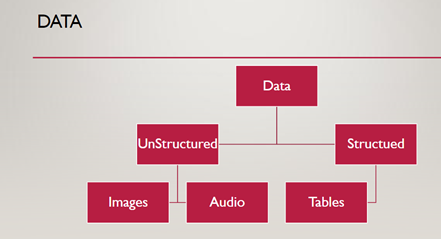 DATA
Data
UnStructured
Structued
Images
Audio
Tables